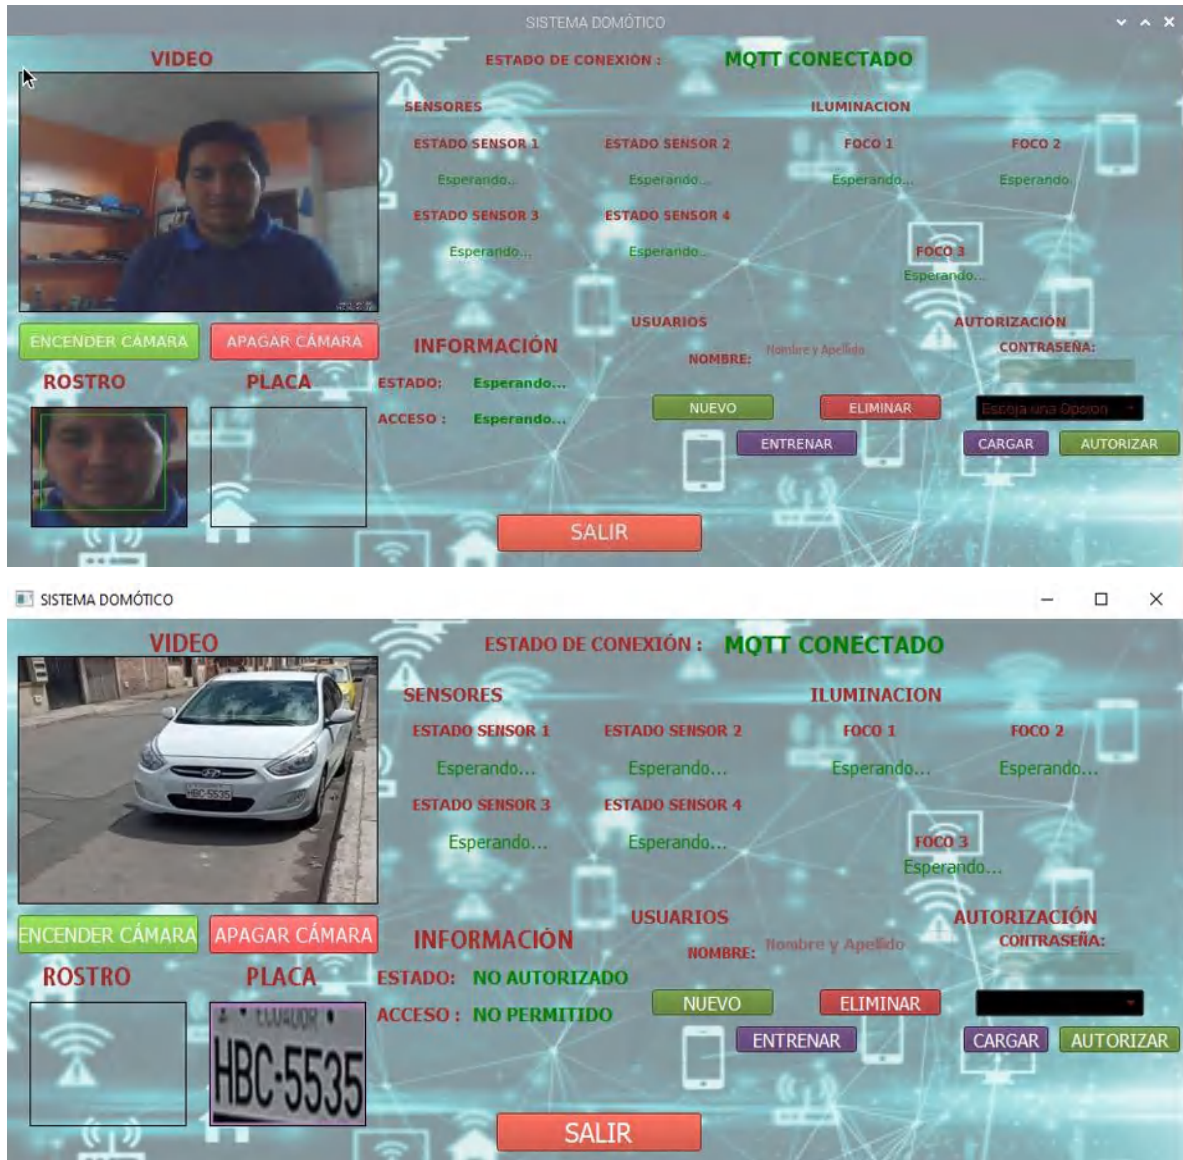 SISTEMA DOMÓTICO
VIDEO
ESTADO DE CONEXIÓN : MQTT CONECTADO
SENSORES ILUMINACION
ESTADO SENSOR 1 ESTADO SENSOR 2 FOCO 1 FOCO 2
Esperando... Esperando... Esperando... Esperando
ESTADO SENSOR 3 ESTADO SENSOR 4
Esperando... Esperando..
FOCO 3
Esperando...
USUARIOS AUTORIZACIÓN
ENCENDER CÁMARA APAGAR CÁMARA INFORMACIÓN NOMBRE: Nombre y Apellido CONTRASEÑA:
ROSTRO PLACA ESTADO: Esperando...
ACCESO : Esperando... NUEVO ELIMINAR Escoja una Opcion
ENTRENAR CARGAR AUTORIZAR
SALIR
SISTEMA DOMÓTICO
VIDEO
ESTADO DE CONEXIÓN : MQTT CONECTADO
SENSORES ILUMINACION
ESTADO SENSOR 1 ESTADO SENSOR 2 FOCO 1 FOCO 2
Esperando... Esperando... Esperando... Esperando...
HBC-5535
ESTADO SENSOR 3 ESTADO SENSOR 4
Esperando... Esperando...
FOCO 3
Esperando...
USUARIOS AUTORIZACIÓN
ENCENDER CÁMARA APAGAR CÁMARA INFORMACIÓN NOMBRE: Nombre y Apellido CONTRASEÑA:
ROSTRO PLACA ESTADO: NO AUTORIZADO
ACCESO : NO PERMITIDO NUEVO ELIMINAR
ECUADOR
HBC-5535
ENTRENAR CARGAR AUTORIZAR
SALIR